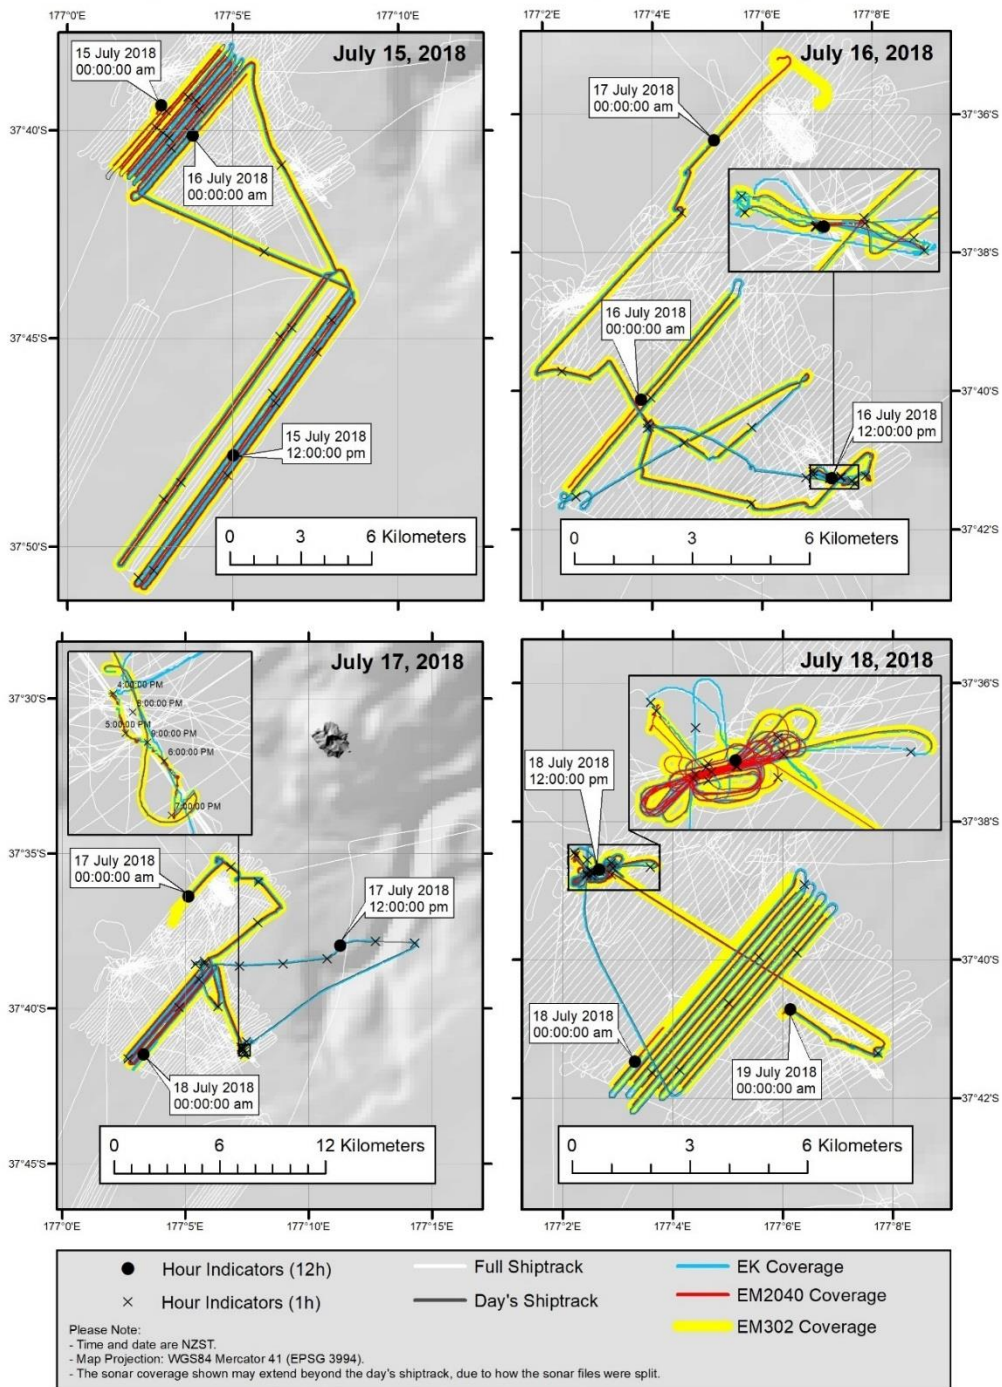 177°0'E 177°5'E 177°10'E
July 15, 2018
15 July 2018
00:00:00 am
37°40'S
16 July 2018
00:00:00 am
37°45'S
15 July 2018
12:00:00 pm
0 3 6 Kilometers
37°50'S
177°2'E 177°4'E 177°6'E 177°8'E
July 16, 2018
17 July 2018
00:00:00 am
37°36'S
37°38'S
16 July 2018
00:00:00 am
37°40'S
16 July 2018
12:00:00 pm
37°42'S
0 3 6 Kilometers
July 17, 2018
4:00:00 PM
8:00:00 PM
5:00:00 PM
9:00:00 PM
6:00:00 PM
7:00:00 PM
37°30'S
37°35'S
17 July 2018
00:00:00 am
17 July 2018
12:00:00 pm
37°40'S
18 July 2018
00:00:00 am
0 6 12 Kilometers
37°45'S
177°0'E 177°5'E 177°10'E 177°15'E
July 18, 2018
37°36'S
18 July 2018
12:00:00 pm
37°38'S
37°40'S
18 July 2018
00:00:00 am
19 July 2018
00:00:00 am
37°42'S
0 3 6 Kilometers
177°2'E 177°4'E 177°6'E 177°8'E
Hour Indicators (12h) Full Shiptrack EK Coverage
Hour Indicators (1h) Day's Shiptrack EM2040 Coverage
EM302 Coverage
Please Note:
- Time and date are NZST.
- Map Projection: WGS84 Mercator 41 (EPSG 3994).
- The sonar coverage shown may extend beyond the day's shiptrack, due to how the sonar files were split.